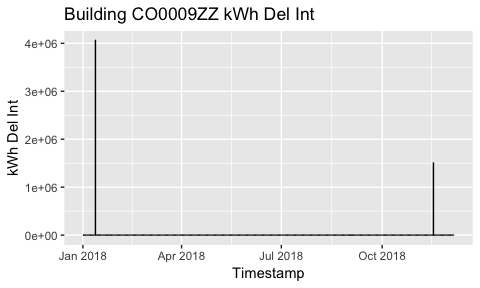 Building CO0009ZZ kWh Del Int
kWh Del Int
4e+06
3e+06
2e+06
1e+06
0e+00
Jan 2018 Apr 2018 Jul 2018 Oct 2018
Timestamp